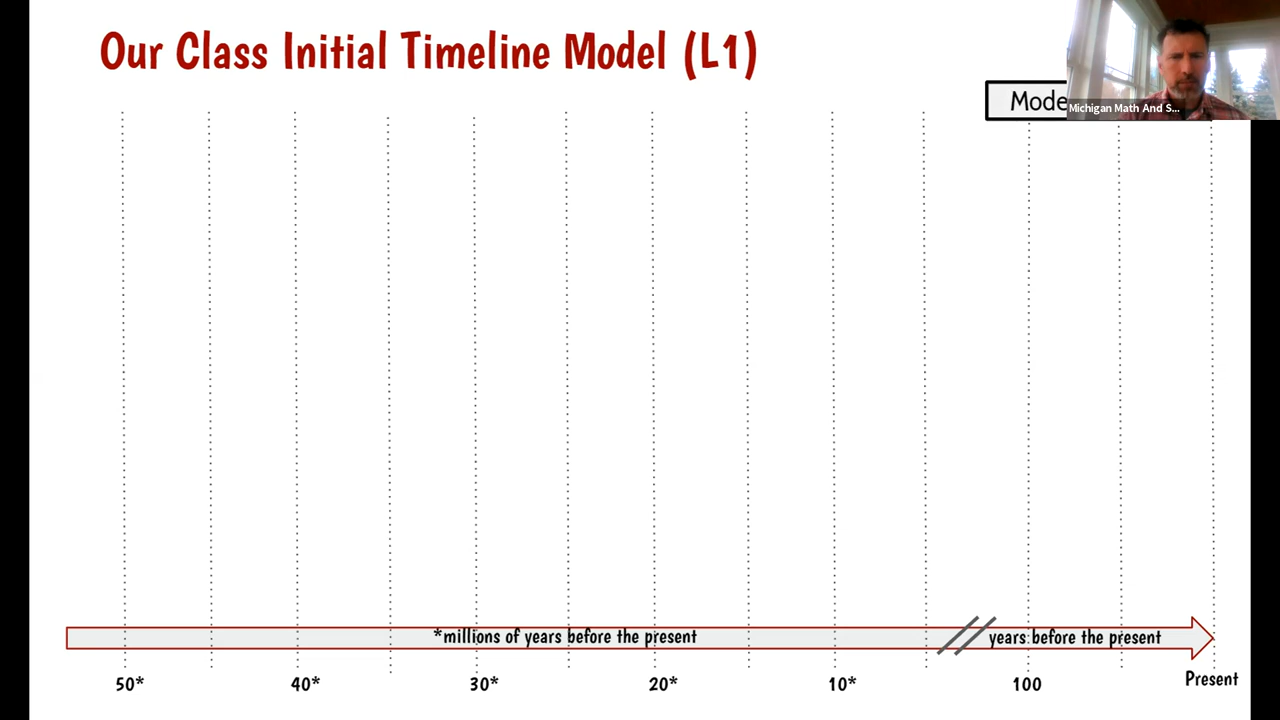 Our Class Initial Timeline Model (L1)
Michigan Math And S...
*millions of years before the present
years before the present
50*
40*
30*
20*
10*
100
Present